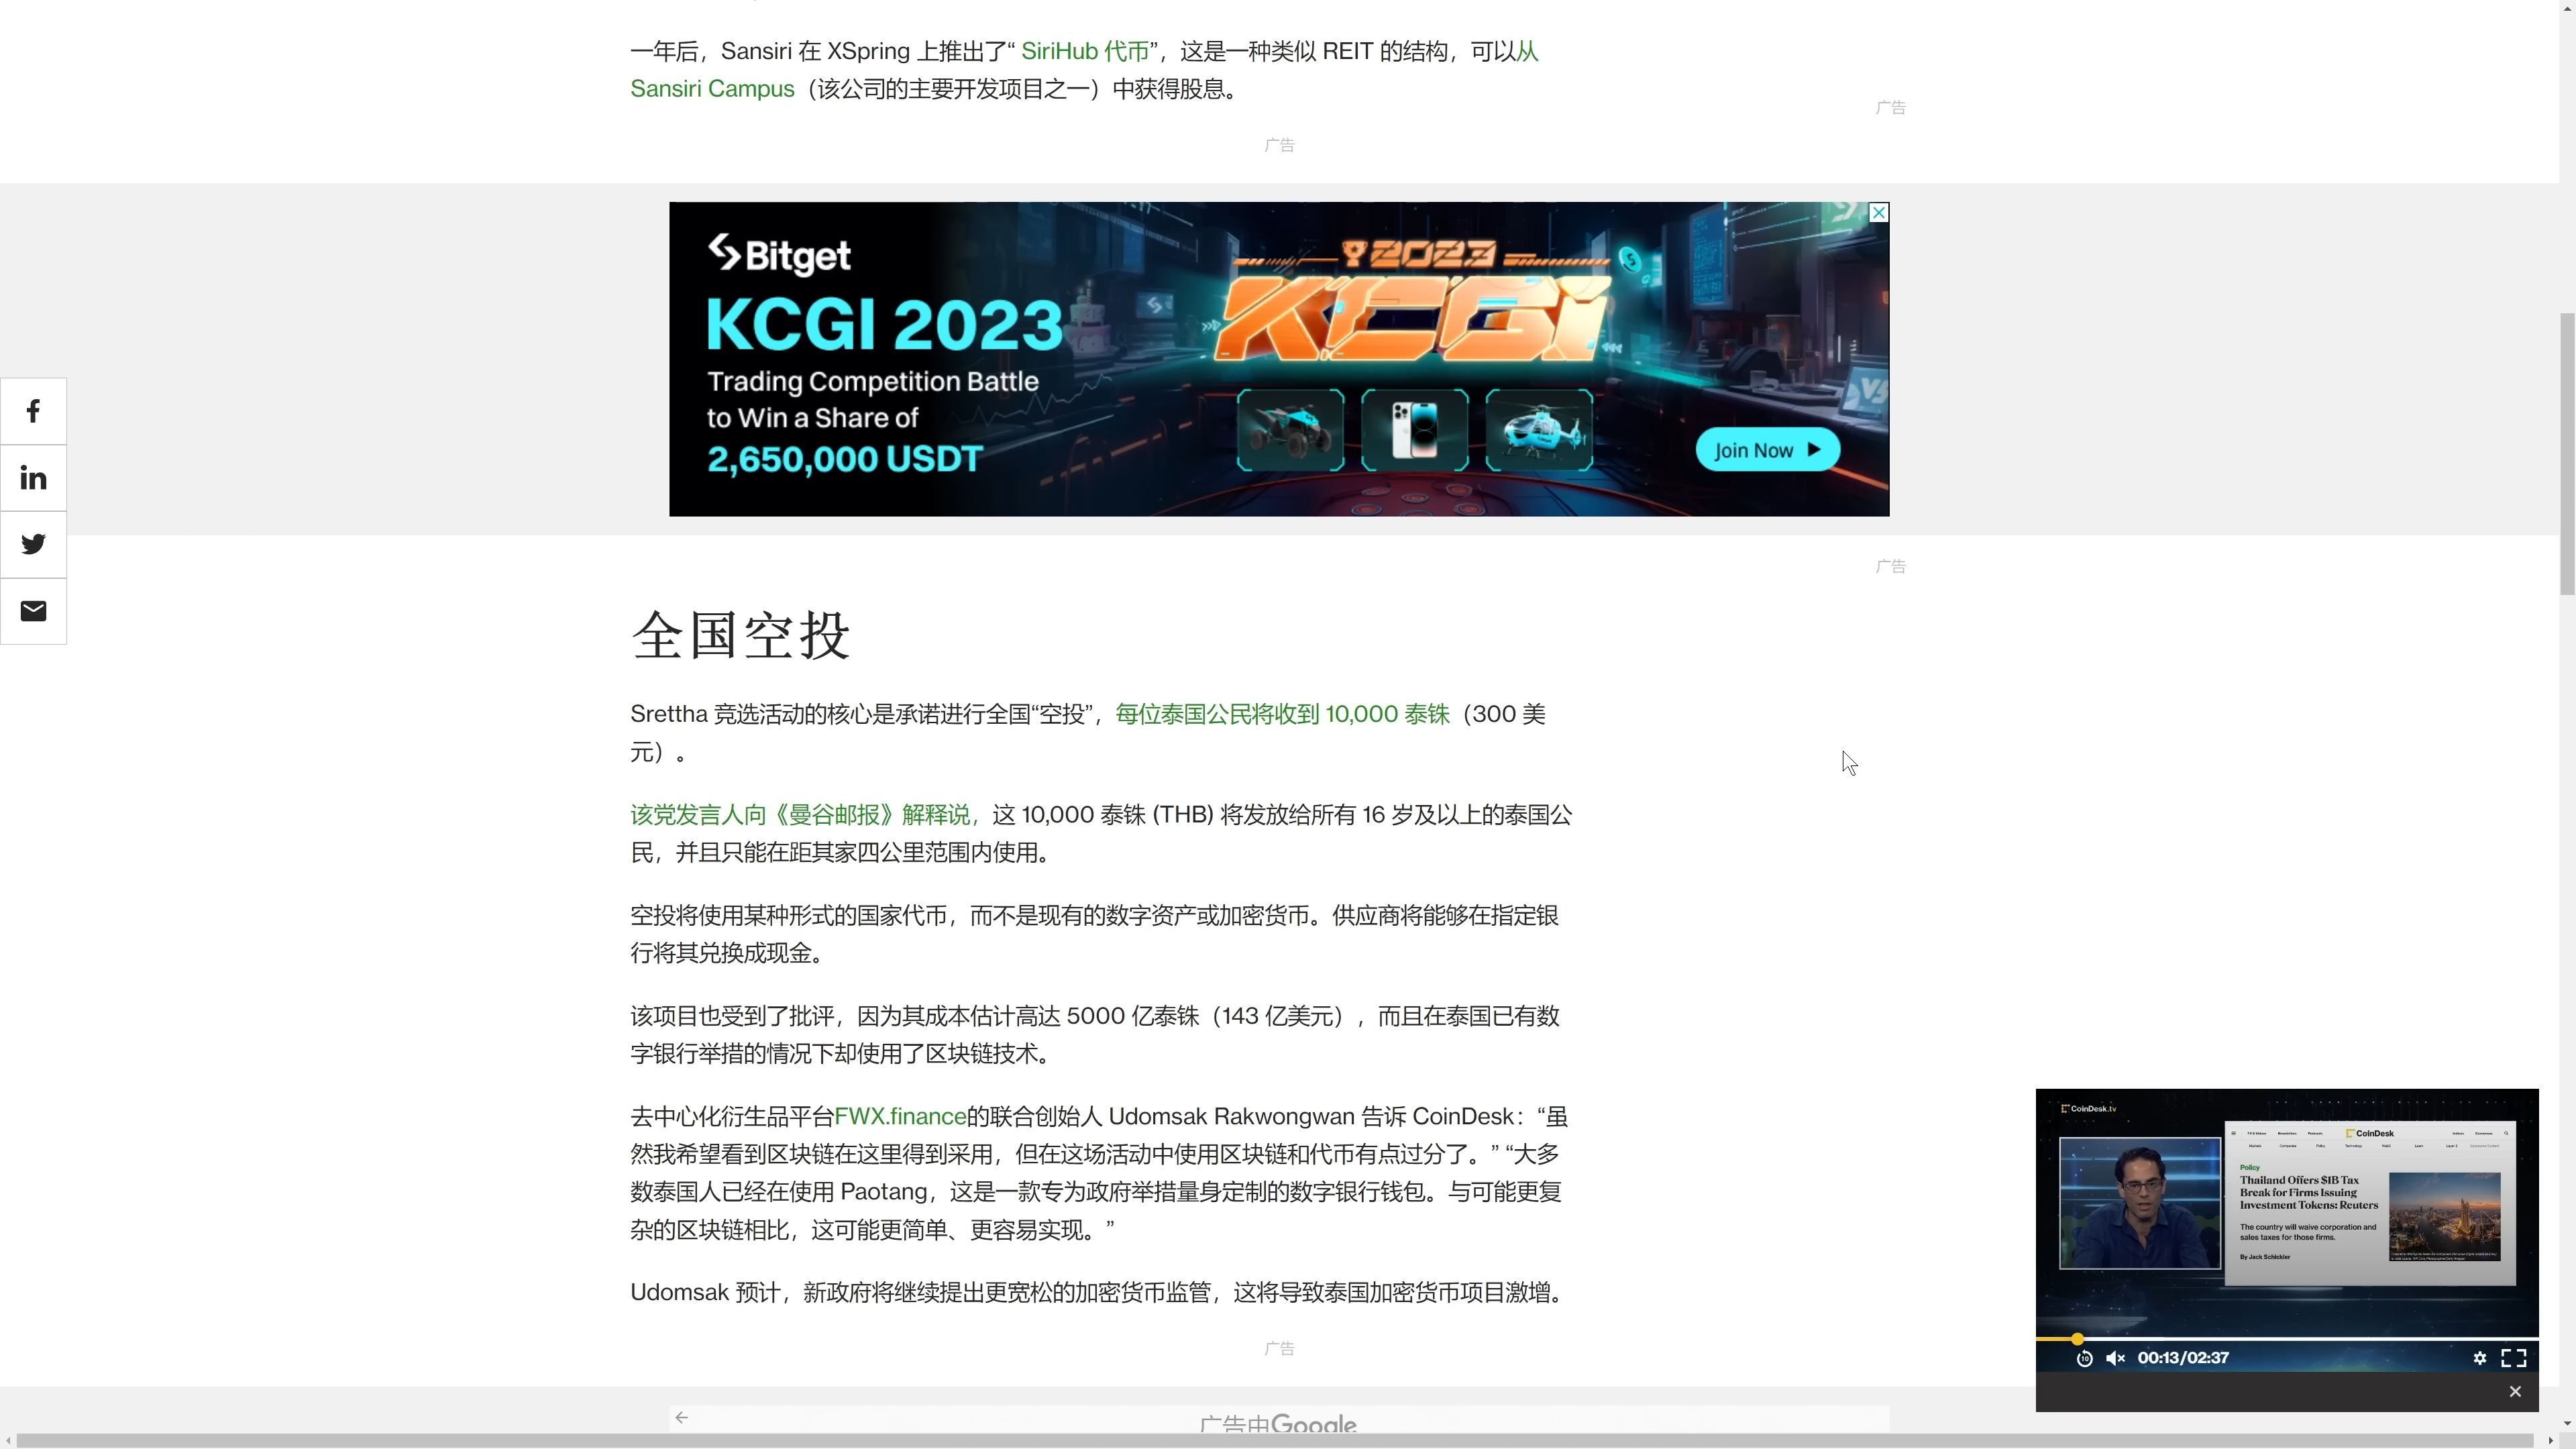 一年后，Sansiri 在 XSpring 上推出了“ SiriHub 代币”，这是一种类似 REIT 的结构，可以从
Sansiri Campus（该公司的主要开发项目之一）中获得股息。
广告
广告
Bitget
KCGI 2023
Trading Competition Battle
to Win a Share of
2,650,000 USDT
2023
KCGI
Join Now
广告
全国空投
Srettha 竞选活动的核心是承诺进行全国“空投”，每位泰国公民将收到 10,000 泰铢（300 美
元）。
该党发言人向《曼谷邮报》解释说，这 10,000 泰铢 (THB) 将发放给所有 16 岁及以上的泰国公
民，并且只能在距其家四公里范围内使用。
空投将使用某种形式的国家代币，而不是现有的数字资产或加密货币。供应商将能够在指定银
行将其兑换成现金。
该项目也受到了批评，因为其成本估计高达 5000 亿泰铢（143 亿美元），而且在泰国已有数
字银行举措的情况下却使用了区块链技术。
去中心化衍生品平台FWX.finance的联合创始人 Udomsak Rakwongwan 告诉 CoinDesk：“虽
然我希望看到区块链在这里得到采用，但在这场活动中使用区块链和代币有点过分了。” “大多
数泰国人已经在使用 Paotang，这是一款专为政府举措量身定制的数字银行钱包。与可能更复
杂的区块链相比，这可能更简单、更容易实现。”
Udomsak 预计，新政府将继续提出更宽松的加密货币监管，这将导致泰国加密货币项目激增。
广告
广告由Google
CoinDesk.tv
CoinDesk
Policy
Thailand Offers $1B Tax
Break for Firms Issuing
Investment Tokens: Reuters
The country will waive corporation and
sales taxes for those firms.
By Jack Schickler
10
00:13/02:37